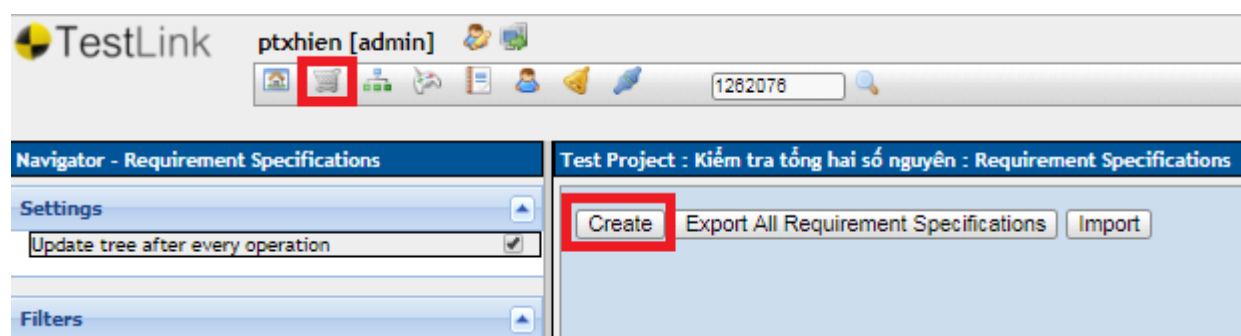 TestLink ptxhien [admin]
1262076
Navigator - Requirement Specifications
Test Project : Kiểm tra tổng hai số nguyên : Requirement Specifications
Settings
Create Export All Requirement Specifications Import
Update tree after every operation
Filters